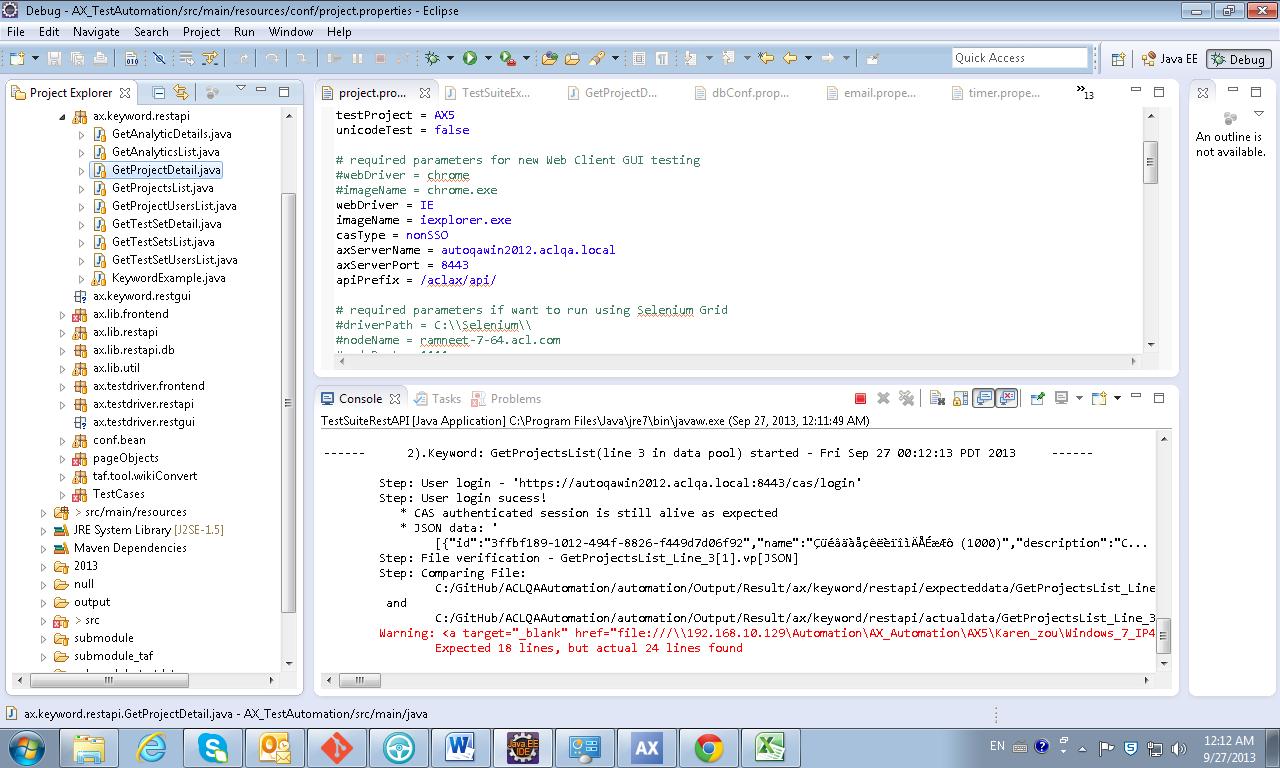 Debug - AX_TestAutomation/src/main/resources/conf/project.properties - Eclipse
File Edit Navigate Search Project Run Window Help
Quick Access
Java EE
Debug
Project Explorer
ax.keyword.restapi
GetAnalyticDetails.java
GetAnalyticsList.java
GetProjectDetail.java
GetProjectsList.java
GetProjectUsersList.java
GetTestSetDetail.java
GetTestSetsList.java
GetTestSetUsersList.java
KeywordExample.java
ax.keyword.restgui
ax.lib.frontend
ax.lib.restapi
ax.lib.restapi.db
ax.lib.util
ax.testdriver.frontend
ax.testdriver.restapi
ax.testdriver.restgui
conf.bean
pageObjects
taf.tool.wikiConvert
TestCases
> src/main/resources
JRE System Library [J2SE-1.5]
Maven Dependencies
2013
null
output
> src
submodule
submodule_taf
project.pro...
TestSuiteEx...
GetProjectD...
dbConf.prop...
email.prope...
timer.prope...
»13
testProject = AX5
unicodeTest = false
# required parameters for new Web Client GUI testing
#webDriver = chrome
#imageName = chrome.exe
webDriver = IE
imageName = iexplorer.exe
casType = nonSSO
axServerName = autoqawin2012.aclqa.local
axServerPort = 8443
apiPrefix = /aclax/api/
# required parameters if want to run using Selenium Grid
#driverPath = C:\\Selenium\\
#nodeName = ramneet-7-64.acl.com
An outline is
not available.
Console
Tasks
Problems
TestSuiteRestAPI [Java Application] C:\Program Files\Java\jre7\bin\javaw.exe (Sep 27, 2013, 12:11:49 AM)
------ 2).Keyword: GetProjectsList(line 3 in data pool) started - Fri Sep 27 00:12:13 PDT 2013 ------
Step: User login - 'https://autoqawin2012.aclqa.local:8443/cas/login'
Step: User login sucess!
* CAS authenticated session is still alive as expected
* JSON data: '
[{"id":"3ffbf189-1012-494f-8826-f449d7d06f92","name":"ÇüéâäàåçêëèïîìÄÅÉæÆò (1000)","description":"C...
Step: File verification - GetProjectsList_Line_3[1].vp[JSON]
Step: Comparing File:
C:/GitHub/ACLQAAutomation/automation/Output/Result/ax/keyword/restapi/expecteddata/GetProjectsList_Line
and
C:/GitHub/ACLQAAutomation/automation/Output/Result/ax/keyword/restapi/actualdata/GetProjectsList_Line_3
Warning: <a target="_blank" href="file:///\\192.168.10.129\Automation\AX_Automation\AX5\Karen_zou\Windows_7_IP4
Expected 18 lines, but actual 24 lines found
ax.keyword.restapi.GetProjectDetail.java - AX_TestAutomation/src/main/java
Java EE
IDE
AX
EN
12:12 AM
9/27/2013